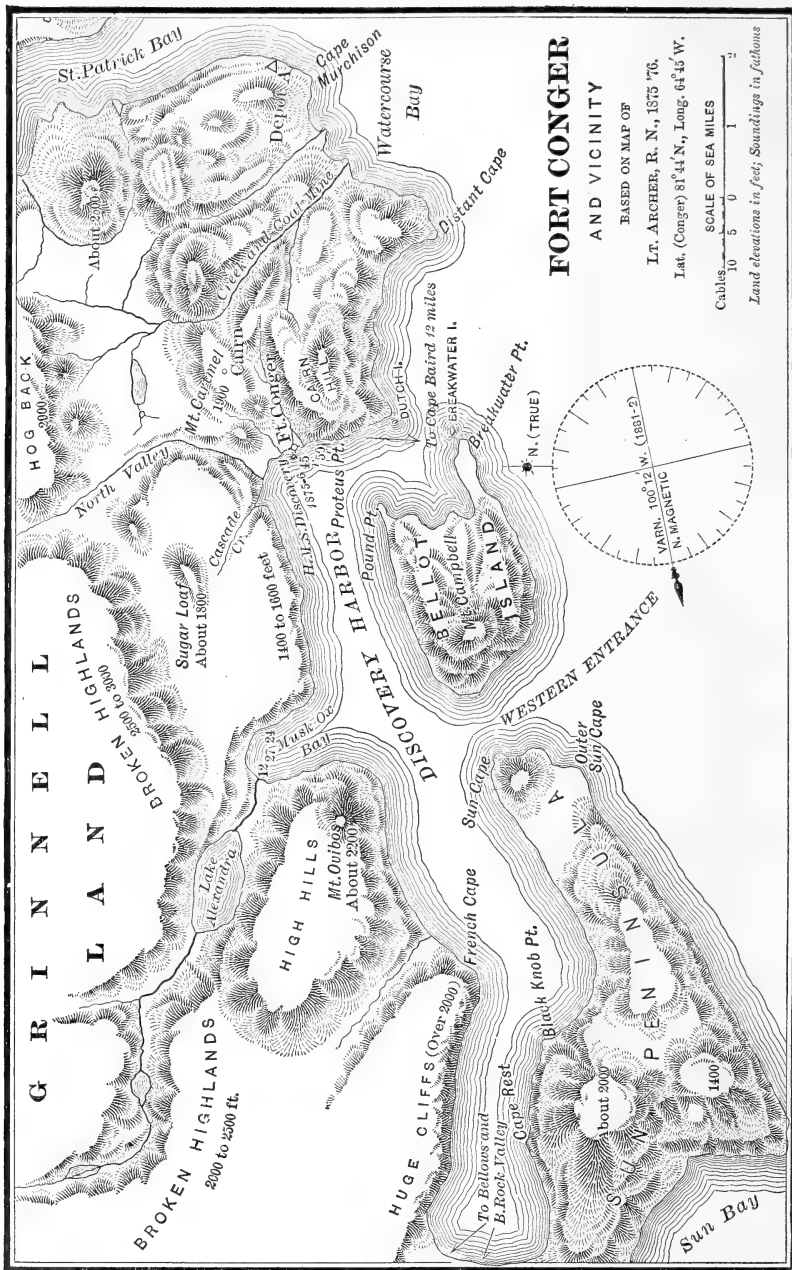 FORT CONGER
AND VICINITY
BASED ON MAP OF
LT. ARCHER, R. N., 1875 '76.
Lat. (Conger) 81°44' N., Long. 64°45' W.
SCALE OF SEA MILES
Cables
10 5 0 1 2
Land elevations in feet; Soundings in fathoms
GRINNELL
LAND
BROKEN HIGHLANDS
2500 to 3000
HOG BACK
2000
North Valley
St. Patrick Bay
About 2000
Depot A.
Cape
Murchison
Watercourse
Bay
Creek and Coal-Mine
Distant Cape
Mt. Cartmel
1900
Cairn
Ft. Conger
CAIRN
HILL
DUTCH I.
To Cape Baird 12 miles
BREAKWATER I.
Breakwater Pt.
Sugar Loaf
About 1800
Cascade
Cr.
1400 to 1600 feet
H.M.S. Discovery
1875-6
Proteus Pt.
DISCOVERY HARBOR
Pound Pt.
BELLOT
Mt. Campbell
ISLAND
N. (TRUE)
VARN. 100°12' W. (1881-2)
N. MAGNETIC
WESTERN ENTRANCE
12 27 24
Musk-Ox
Bay
Lake
Alexandra
HIGH HILLS
Mt. Ovibos
About 2200
Sun Cape
Outer
Sun Cape
French Cape
Black Knob Pt.
BROKEN HIGHLANDS
2000 to 2500 ft.
HUGE CLIFFS (Over 2000)
To Bellows and
B. Rock Valley
Cape Rest
SUN PENINSULA
About 2000
1400
Sun Bay